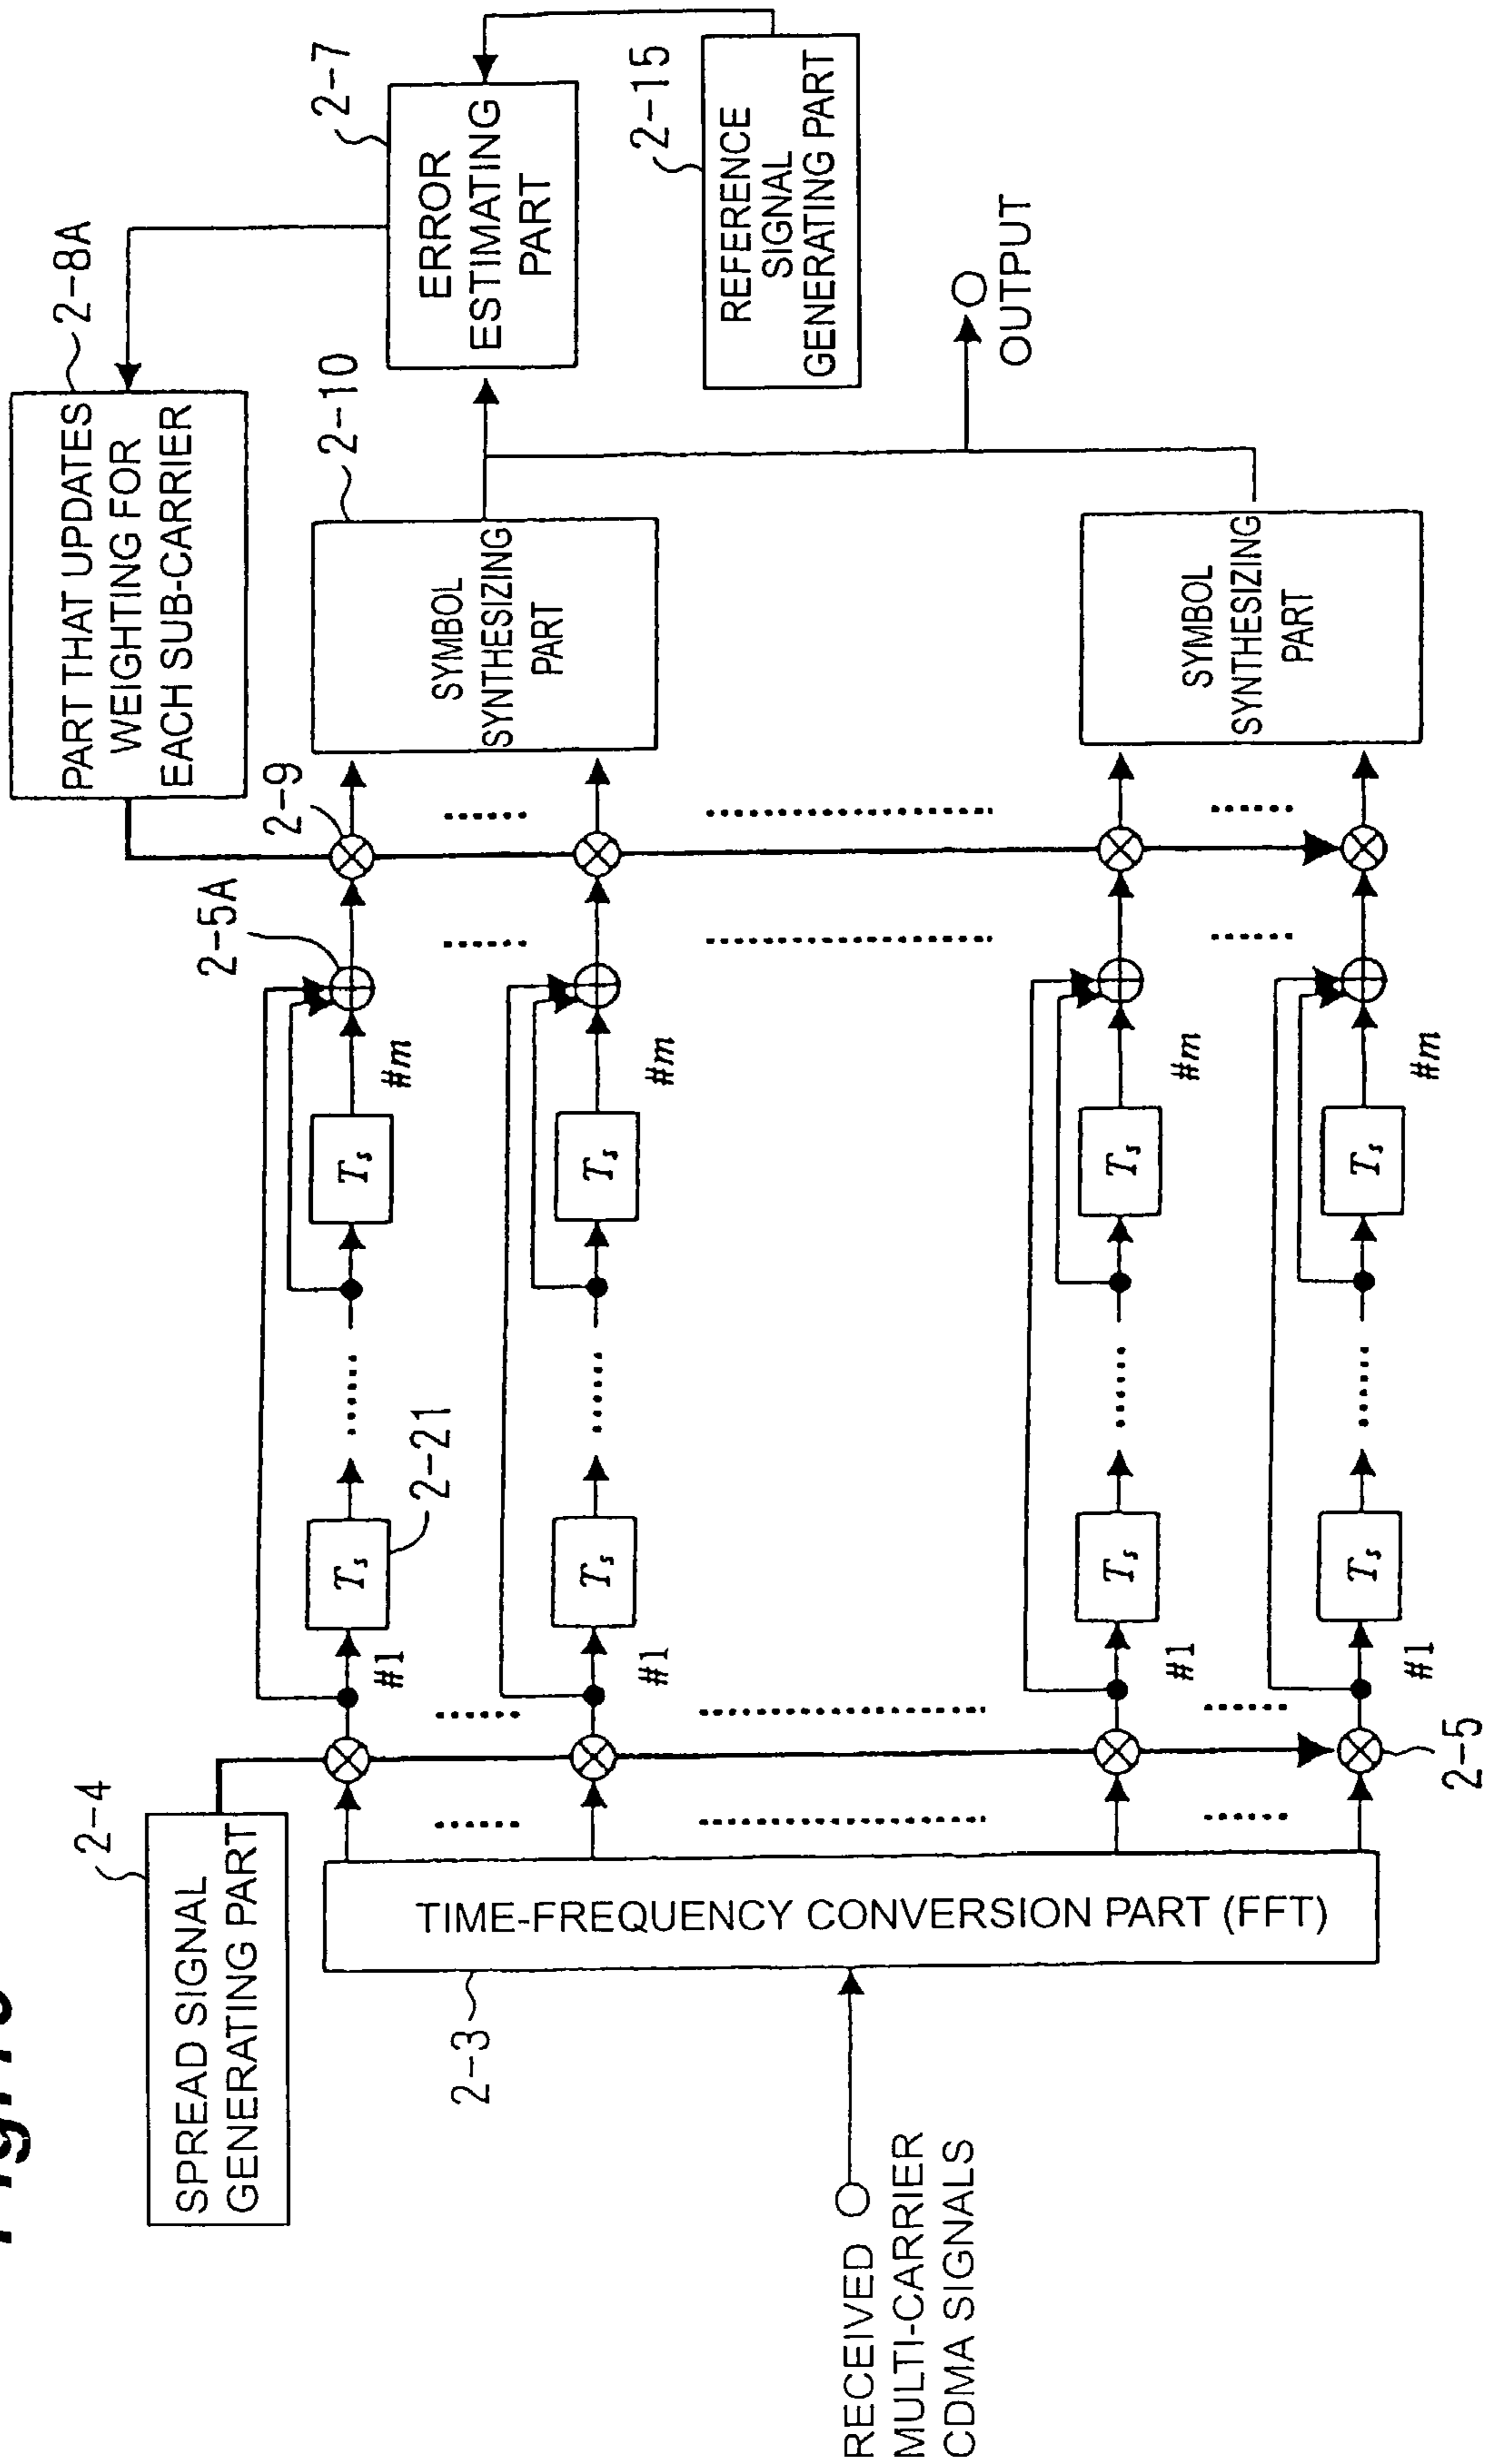 2-4
SPREAD SIGNAL
GENERATING PART
2-3
TIME-FREQUENCY CONVERSION PART (FFT)
RECEIVED
MULTI-CARRIER
CDMA SIGNALS
2-5
#1
#1
#1
#1
Ts
Ts
Ts
Ts
2-21
Ts
Ts
Ts
Ts
#m
#m
#m
#m
2-5A
2-9
PART THAT UPDATES
WEIGHTING FOR
EACH SUB-CARRIER
2-8A
SYMBOL
SYNTHESIZING
PART
2-10
SYMBOL
SYNTHESIZING
PART
ERROR
ESTIMATING
PART
2-7
REFERENCE
SIGNAL
GENERATING PART
2-15
OUTPUT